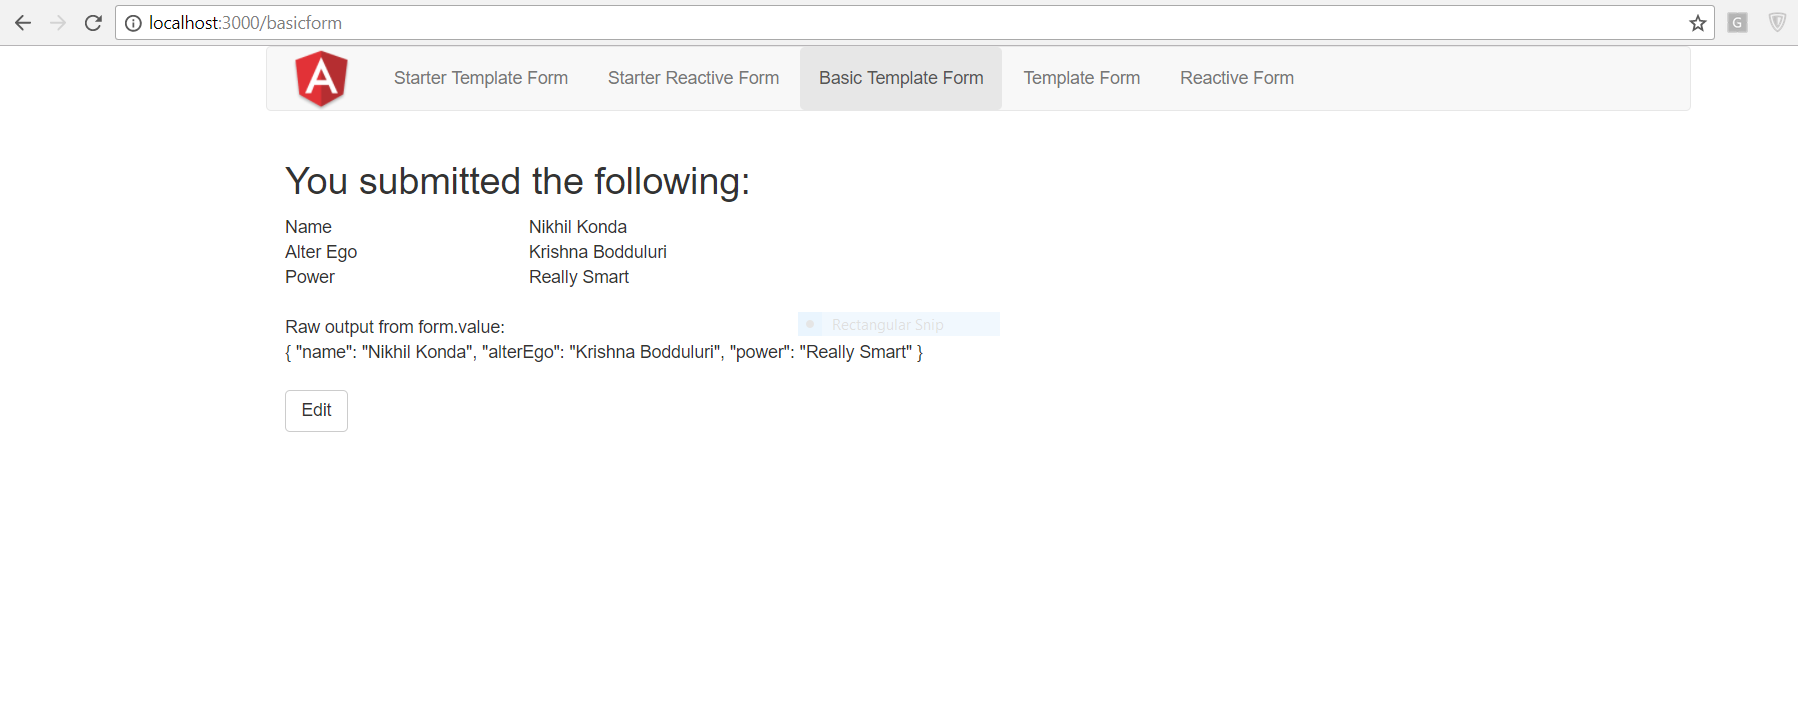 localhost:3000/basicform
G
A
Starter Template Form Starter Reactive Form Basic Template Form Template Form Reactive Form
You submitted the following:
Name Nikhil Konda
Alter Ego Krishna Bodduluri
Power Really Smart
Raw output from form.value:
Rectangular Snip
{ "name": "Nikhil Konda", "alterEgo": "Krishna Bodduluri", "power": "Really Smart" }
Edit